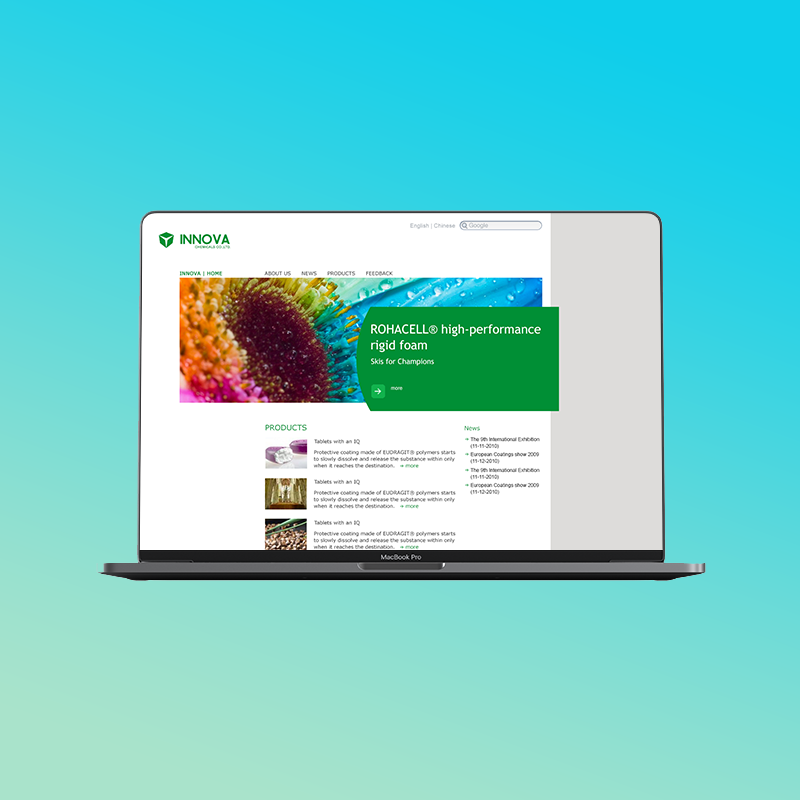 English | Chinese
Google
INNOVA
CHEMICALS CO.,LTD.
INNOVA | HOME
ABOUT US
NEWS
PRODUCTS
FEEDBACK
ROHACELL® high-performance
rigid foam
Skis for Champions
more
PRODUCTS
Tablets with an IQ
Protective coating made of EUDRAGIT® polymers starts
to slowly dissolve and release the substance within only
when it reaches the destination. more
Tablets with an IQ
Protective coating made of EUDRAGIT® polymers starts
to slowly dissolve and release the substance within only
when it reaches the destination. more
Tablets with an IQ
Protective coating made of EUDRAGIT® polymers starts
to slowly dissolve and release the substance within only
when it reaches the destination. more
News
The 9th International Exhibition
(11-11-2010)
European Coatings show 2009
(11-12-2010)
The 9th International Exhibition
(11-11-2010)
European Coatings show 2009
(11-12-2010)
MacBook Pro